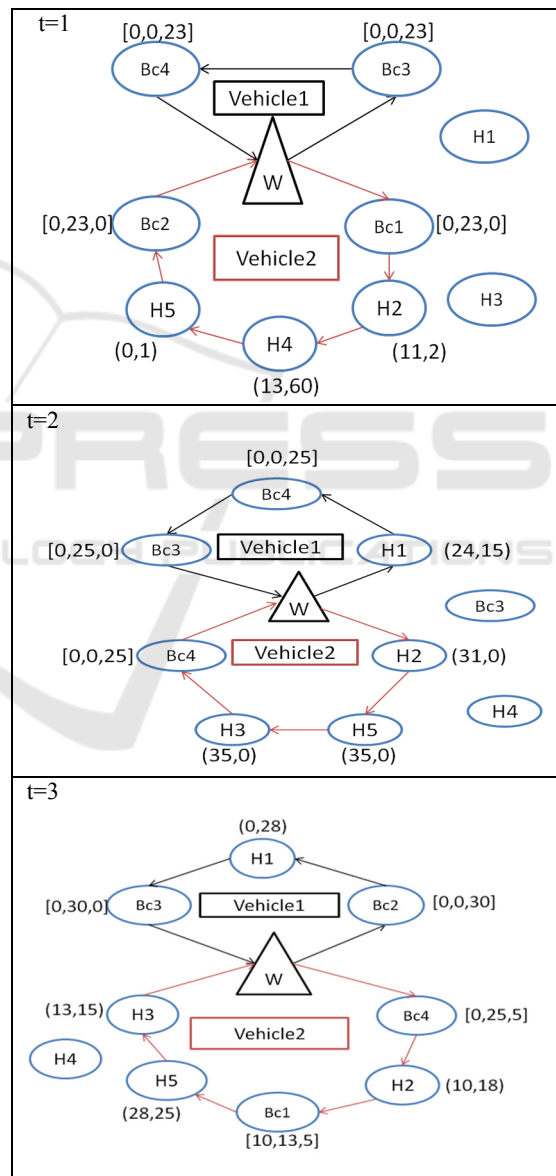 t=1
[0,0,23] [0,0,23]
Bc4 Bc3
Vehicle1
H1
W
Bc2 Bc1
[0,23,0] [0,23,0]
Vehicle2
H5 H2 H3
H4
(0,1) (11,2)
(13,60)
t=2
[0,0,25]
Bc4
[0,25,0] Bc3 Vehicle1 H1 (24,15)
W Bc3
[0,0,25] Bc4 Vehicle2 H2 (31,0)
H3 H5 H4
(35,0) (35,0)
t=3
(0,28)
H1
[0,30,0] Bc3 Vehicle1 Bc2 [0,0,30]
W
(13,15) H3 Bc4 [0,25,5]
Vehicle2
H4 H5 H2 (10,18)
(28,25) Bc1
[10,13,5]
PRESS
PUBLICATIONS